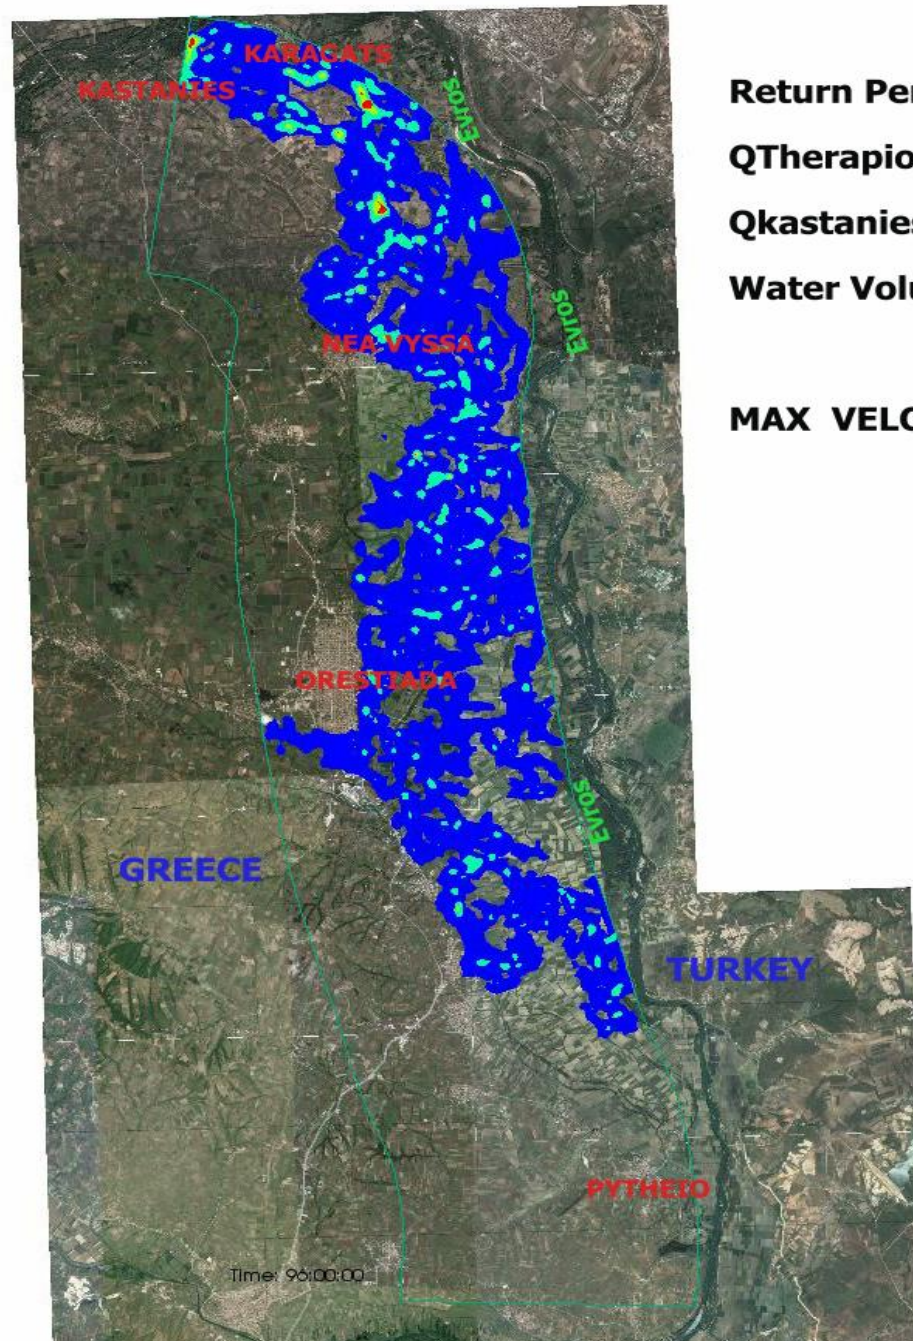 KARAGATS
KASTANIES
Evros
Return Per
QTherapio
Qkastanies
Water Volu
Evros
NEA VYSSA
MAX VELO
ORESTIADA
Evros
GREECE
TURKEY
PYTHEIO
Time: 96:00:00